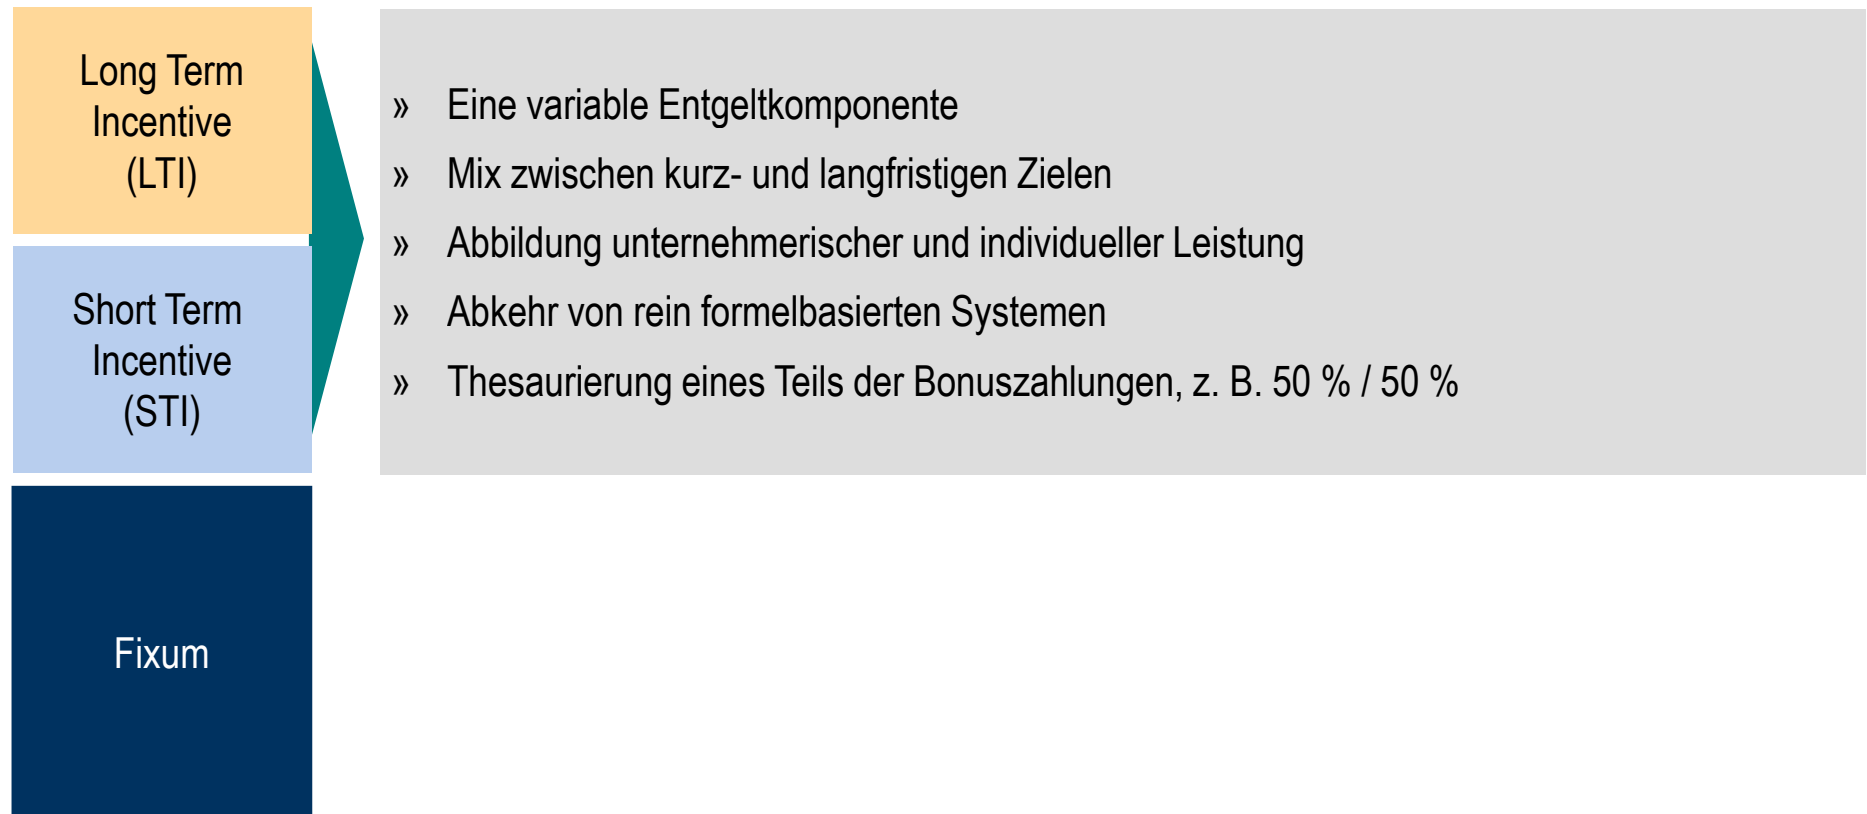 Long Term
Incentive
(LTI)
Short Term
Incentive
(STI)
Fixum
» Eine variable Entgeltkomponente
» Mix zwischen kurz- und langfristigen Zielen
» Abbildung unternehmerischer und individueller Leistung
» Abkehr von rein formelbasierten Systemen
» Thesaurierung eines Teils der Bonuszahlungen, z. B. 50 % / 50 %